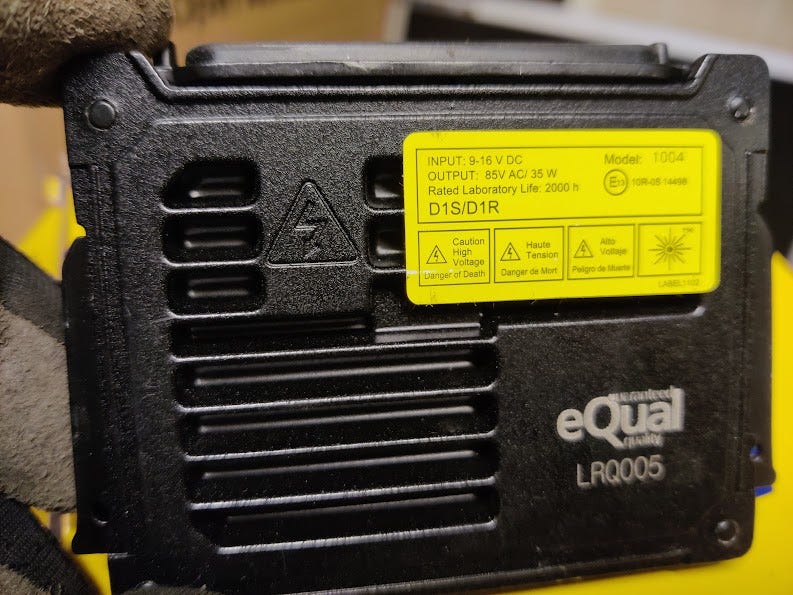 INPUT: 9-16 V DC
Model: 1004
OUTPUT: 85V AC/ 35 W
Rated Laboratory Life: 2000 h
E13 10R-05 14498
D1S/D1R
Caution
High
Voltage
Danger of Death
Haute
Tension
Danger de Mort
Alto
Voltaje
Peligro de Muerte
LABEL1102
guaranteed
eQual
quality
LRQ005